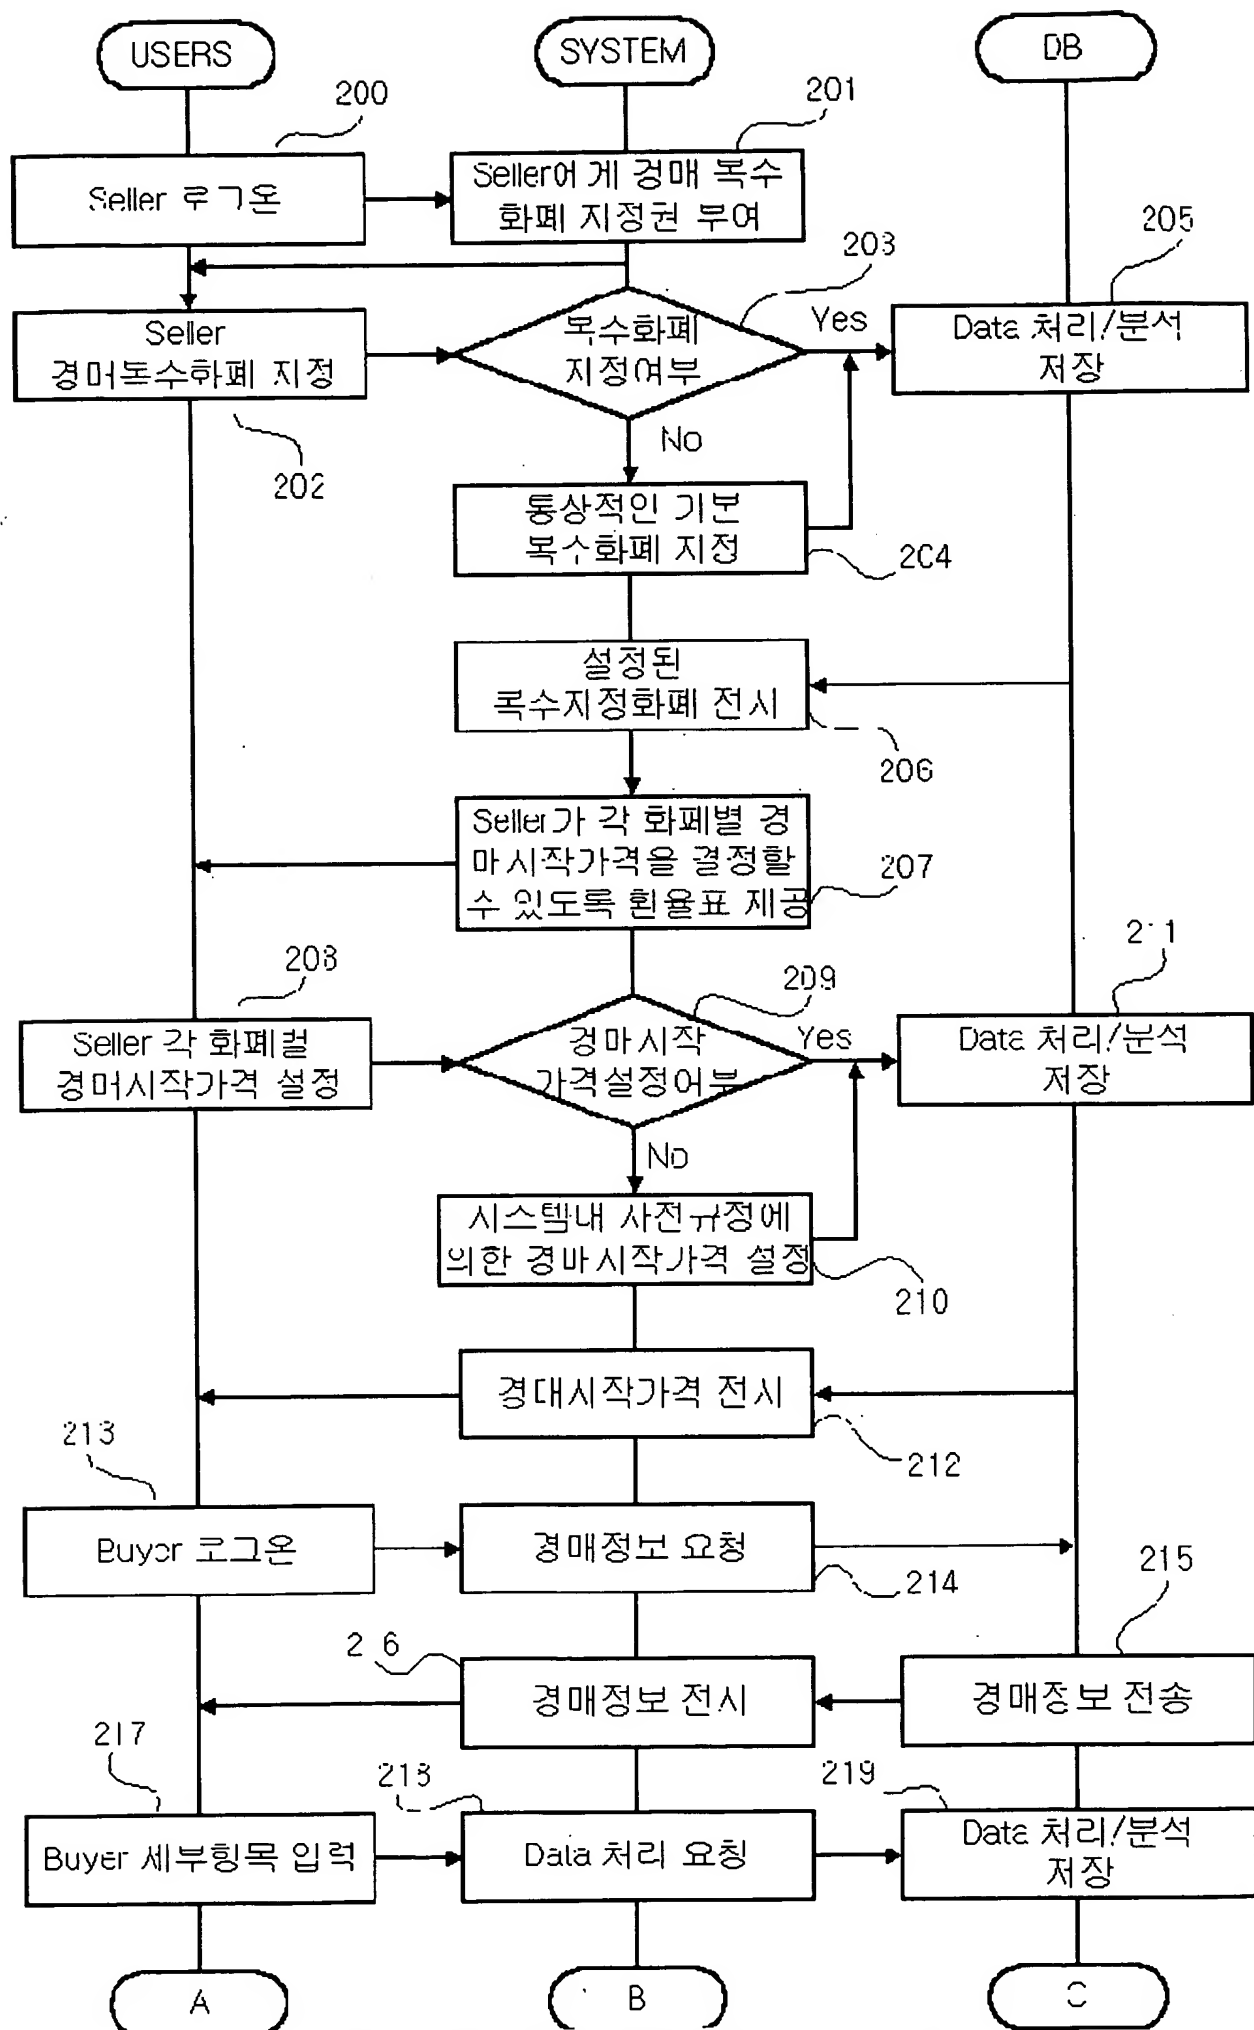 USERS
SYSTEM
DB
200
201
Seller 로그온
Seller에게 경매 복수
화폐 지정권 부여
203
205
Seller
경매복수화폐 지정
복수화폐
지정여부
Yes
Data 처리/분석
저장
No
202
통상적인 기본
복수화폐 지정
204
설정된
복수지정화폐 전시
206
Seller가 각 화폐별 경
매시작가격을 결정할
수 있도록 환율표 제공
207
208
209
211
Seller 각 화폐별
경매시작가격 설정
경매시작
가격설정여부
Yes
Data 처리/분석
저장
No
시스템내 사전규정에
의한 경매시작가격 설정
210
경매시작가격 전시
212
213
Buyer 로그온
경매정보 요청
214
215
216
경매정보 전시
경매정보 전송
217
218
219
Buyer 세부항목 입력
Data 처리 요청
Data 처리/분석
저장
A
B
C